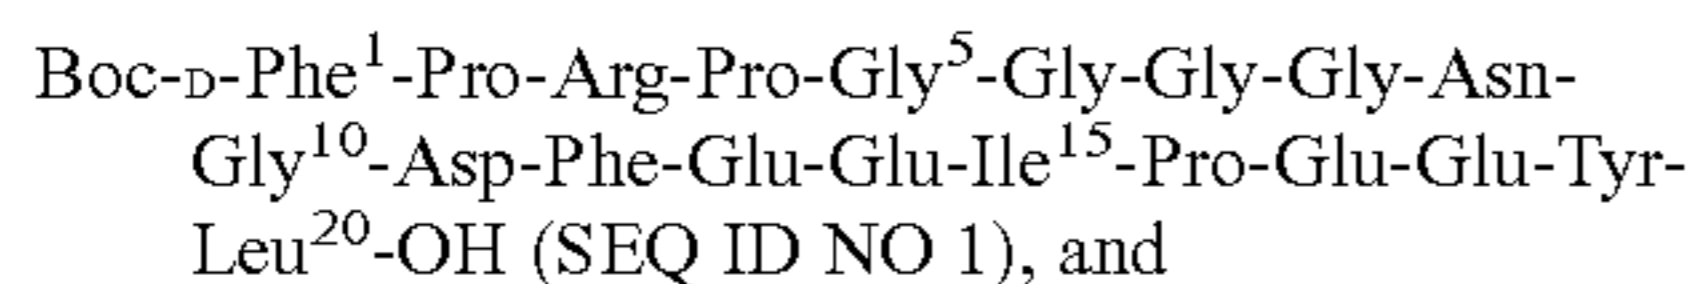 Boc-D-Phe¹-Pro-Arg-Pro-Gly⁵-Gly-Gly-Gly-Asn-
Gly¹⁰-Asp-Phe-Glu-Glu-Ile¹⁵-Pro-Glu-Glu-Tyr-
Leu²⁰-OH (SEQ ID NO 1), and